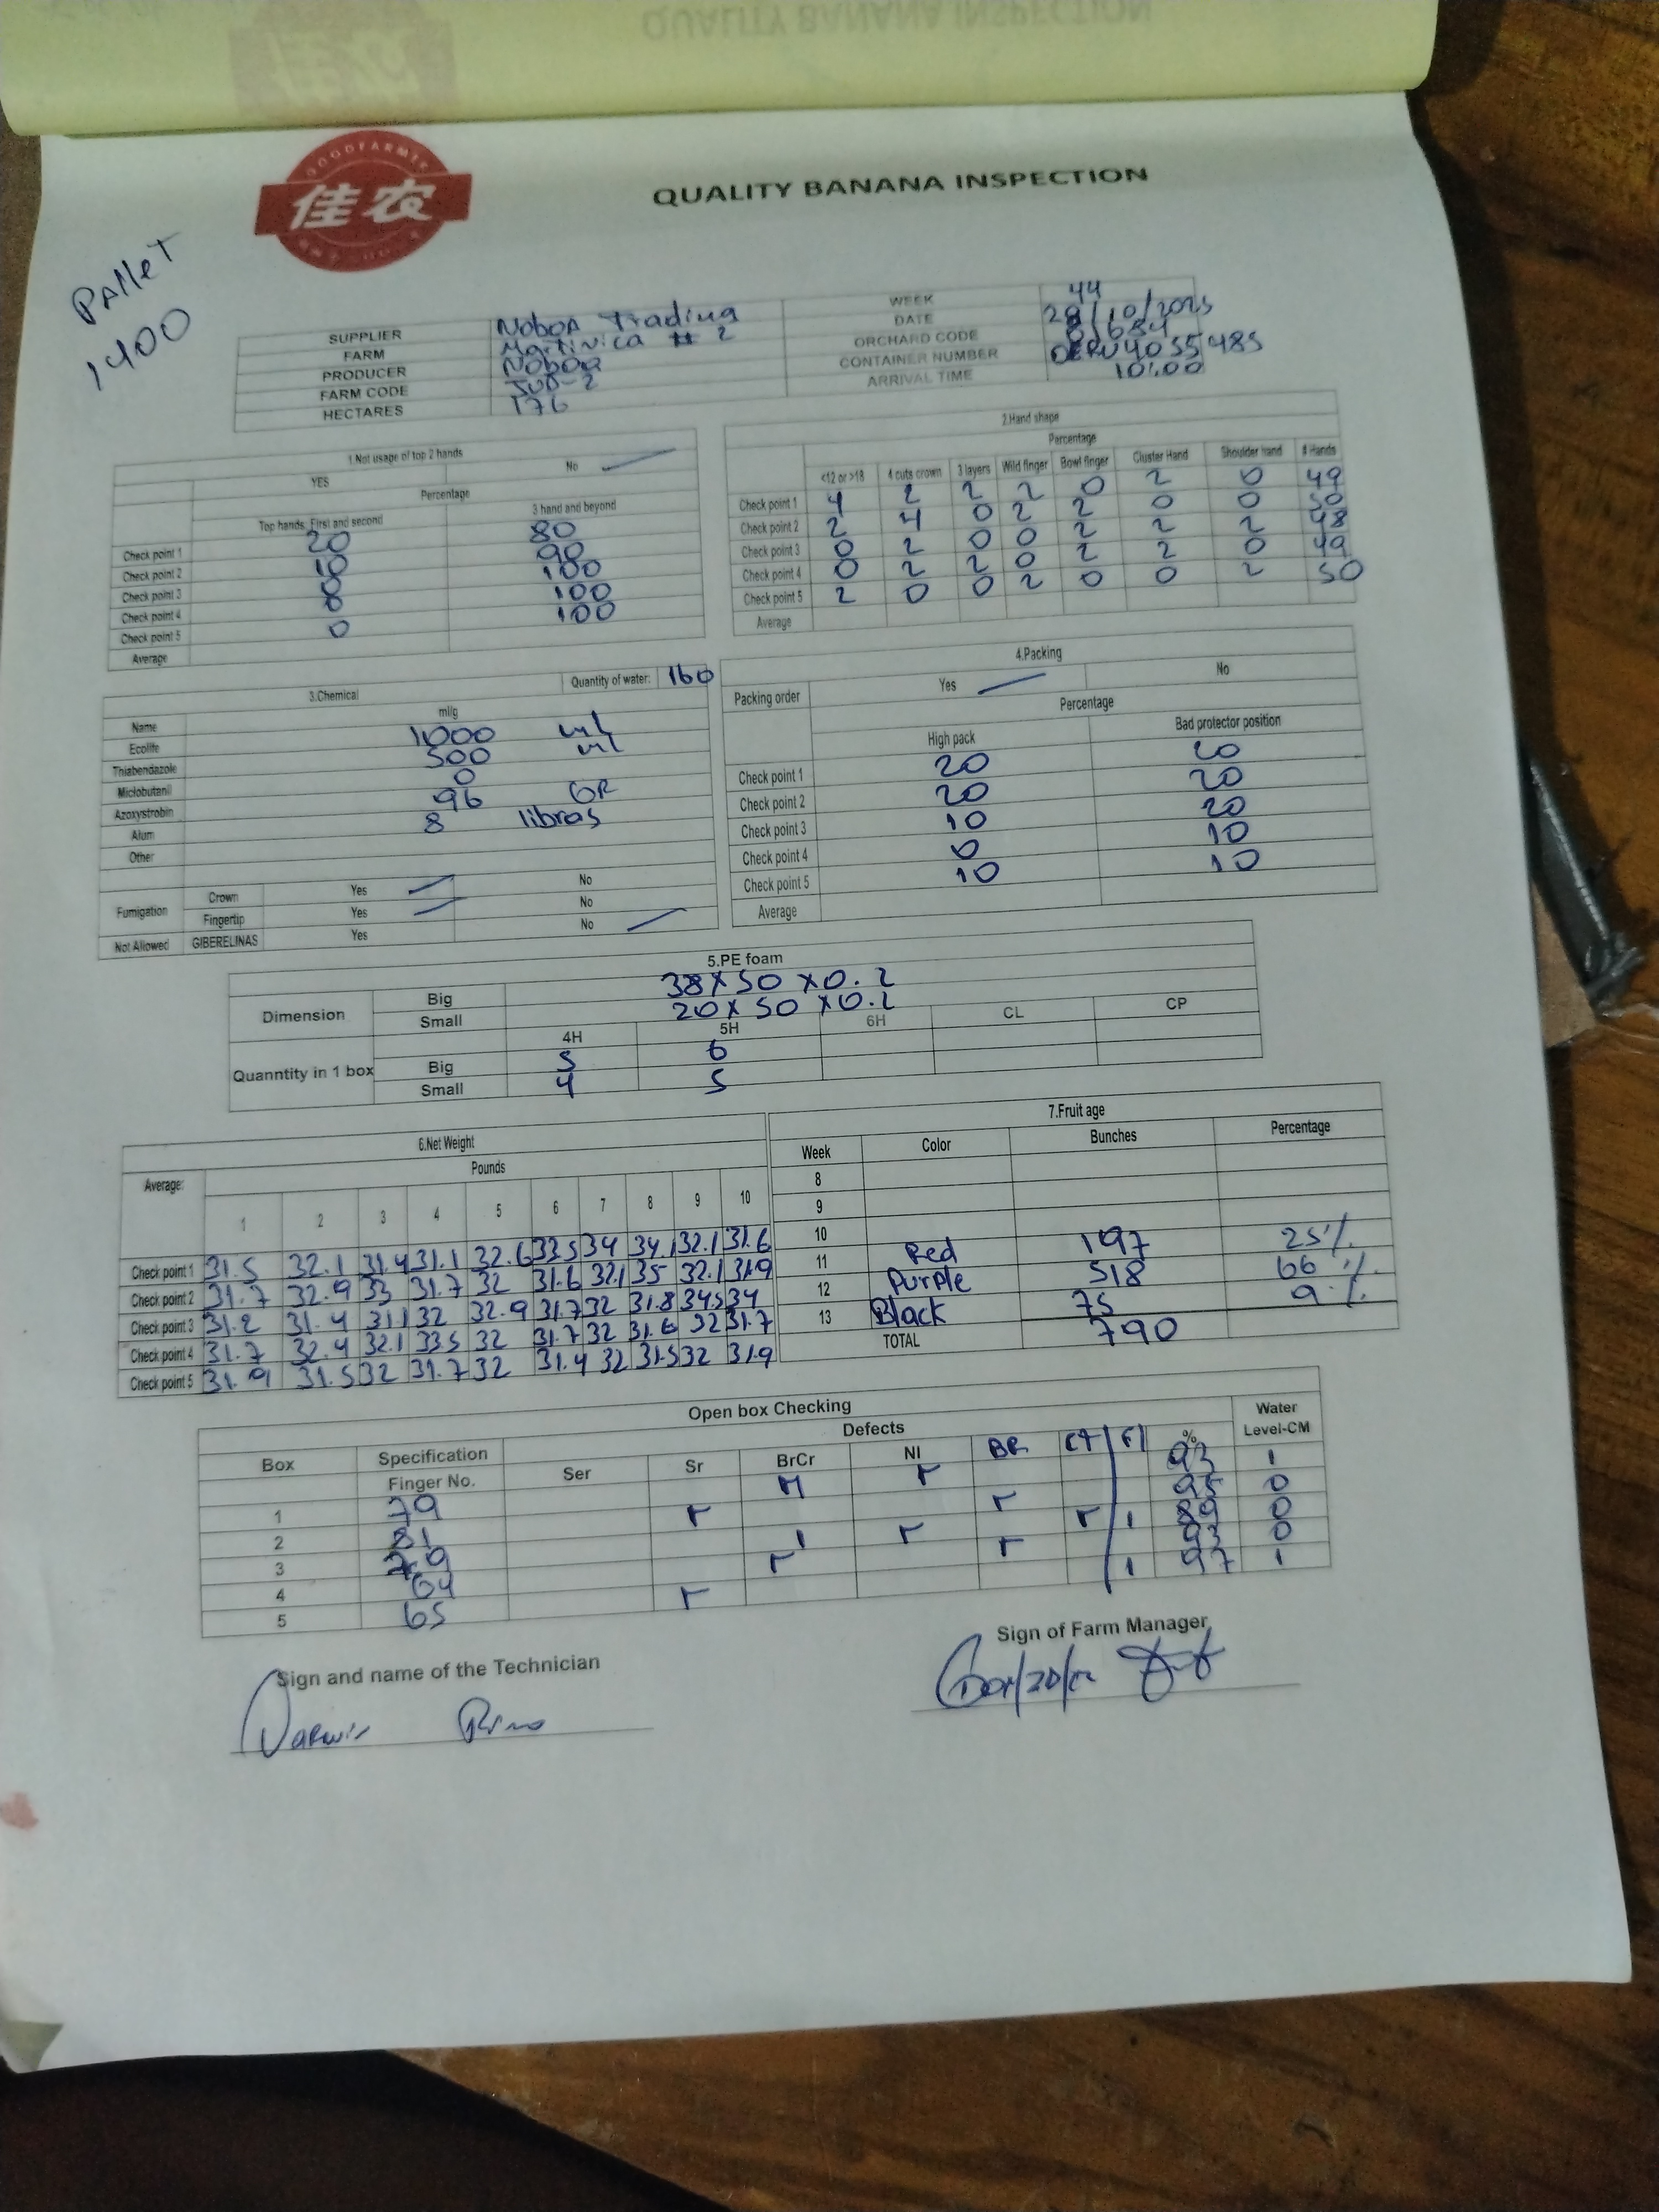 QUALITY BANANA INSPECTION
GOODFARMER
佳农
QUALITY BANANA INSPECTION
PAlleT
1400
SUPPLIER Noboa Trading WEEK 44
FARM Martinica # 2 DATE 28/10/2025
PRODUCER Noboa ORCHARD CODE
FARM CODE JUD-2 CONTAINER NUMBER
HECTARES 176 ARRIVAL TIME 10:00
1.Not usage of top 2 hands
YES No
Percentage
Top hands: First and second 3 hand and beyond
Check point 1 20 80
Check point 2 10 90
Check point 3 0 100
Check point 4 0 100
Check point 5 0 100
Average
2.Hand shape
Percentage
<12 or >18 4 cuts crown 3 layers Wild finger Bowl finger Cluster Hand Shoulder hand # Hands
Check point 1 4 2 2 2 0 2 0 49
Check point 2 2 4 0 2 2 0 0 50
Check point 3 0 2 0 0 2 2 2 48
Check point 4 0 2 2 0 2 2 0 49
Check point 5 2 0 0 2 0 0 2 50
Average
3.Chemical Quantity of water: 160
Name ml/g
Ecolife 1000 ml
Thiabendazole 500 ml
Miclobutanil 0
Azoxystrobin 96 GR
Alum 8 libras
Other
Fumigation Crown Yes No
Fingertip Yes No
Not Allowed GIBERELINAS Yes No
4.Packing
Packing order Yes No
Percentage
High pack Bad protector position
Check point 1 20 20
Check point 2 20 20
Check point 3 10 20
Check point 4 0 10
Check point 5 10 10
Average
5.PE foam
Dimension Big 38 x 50 x 0.2
Small 20 x 50 x 0.2
4H 5H 6H CL CP
Quanntity in 1 box Big 5 6
Small 4 5
6.Net Weight
Average: Pounds
1 2 3 4 5 6 7 8 9 10
Check point 1 31.5 32.1 31.4 31.1 32.6 33.5 34 34.1 32.1 31.6
Check point 2 31.7 32.9 33 31.7 32 31.6 32.1 35 32.1 31.9
Check point 3 31.2 31.4 31.1 32 32.9 31.7 32 31.8 34.5 34
Check point 4 31.7 32.4 32.1 33.5 32 31.7 32 31.6 32 31.7
Check point 5 31.9 31.5 32 31.7 32 31.4 32 31.5 32 31.9
7.Fruit age
Week Color Bunches Percentage
8
9
10
11 Red 197 25%
12 Purple 518 66%
13 Black 75 9%
TOTAL 790
Open box Checking
Box Specification Defects Water
Finger No. Ser Sr BrCr NI BR CT F1 % Level-CM
1 79 r M r 93 1
2 81 r 95 0
3 79 1 r r 1 89 0
4 64 r r 93 0
5 65 r 1 97 1
Sign and name of the Technician
Sign of Farm Manager
Darwin